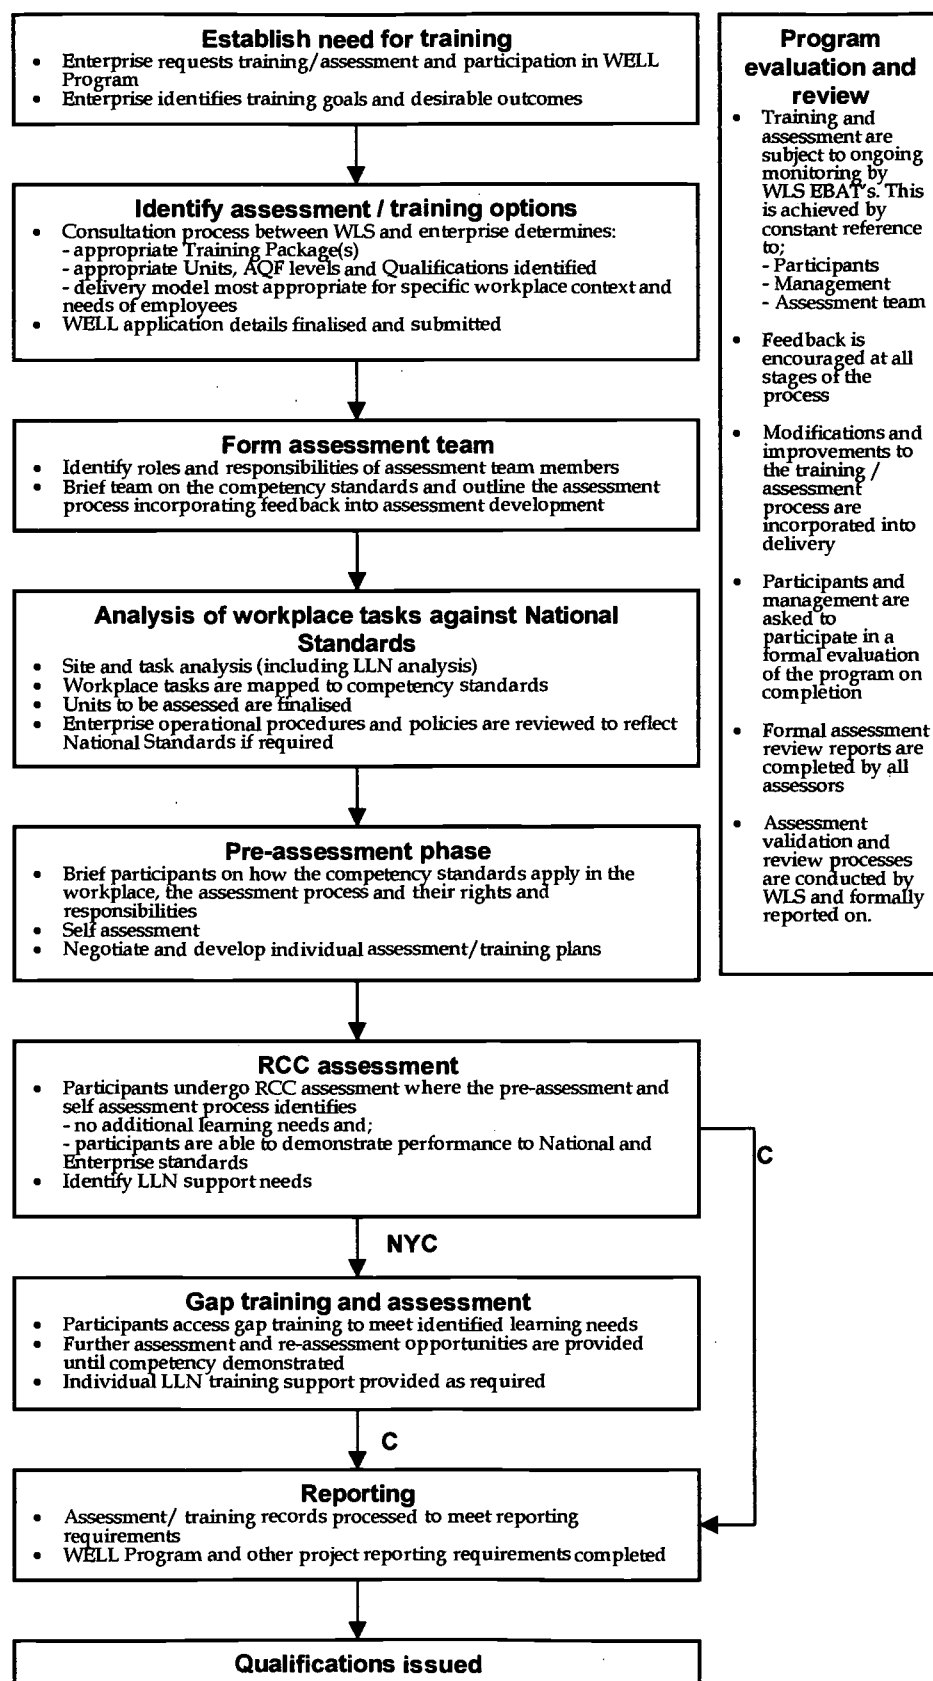 Establish need for training
• Enterprise requests training/assessment and participation in WELL
Program
• Enterprise identifies training goals and desirable outcomes
Identify assessment / training options
• Consultation process between WLS and enterprise determines:
- appropriate Training Package(s)
- appropriate Units, AQF levels and Qualifications identified
- delivery model most appropriate for specific workplace context and
needs of employees
• WELL application details finalised and submitted
Form assessment team
• Identify roles and responsibilities of assessment team members
• Brief team on the competency standards and outline the assessment
process incorporating feedback into assessment development
Analysis of workplace tasks against National
Standards
• Site and task analysis (including LLN analysis)
• Workplace tasks are mapped to competency standards
• Units to be assessed are finalised
• Enterprise operational procedures and policies are reviewed to reflect
National Standards if required
Pre-assessment phase
• Brief participants on how the competency standards apply in the
workplace, the assessment process and their rights and
responsibilities
• Self assessment
• Negotiate and develop individual assessment/training plans
RCC assessment
• Participants undergo RCC assessment where the pre-assessment and
self assessment process identifies
- no additional learning needs and;
- participants are able to demonstrate performance to National and
Enterprise standards
• Identify LLN support needs
C
NYC
Gap training and assessment
• Participants access gap training to meet identified learning needs
• Further assessment and re-assessment opportunities are provided
until competency demonstrated
• Individual LLN training support provided as required
C
Reporting
• Assessment/ training records processed to meet reporting
requirements
• WELL Program and other project reporting requirements completed
Qualifications issued
Program
evaluation and
review
• Training and
assessment are
subject to ongoing
monitoring by
WLS EBAT's. This
is achieved by
constant reference
to;
- Participants
- Management
- Assessment team
• Feedback is
encouraged at all
stages of the
process
• Modifications and
improvements to
the training /
assessment
process are
incorporated into
delivery
• Participants and
management are
asked to
participate in a
formal evaluation
of the program on
completion
• Formal assessment
review reports are
completed by all
assessors
• Assessment
validation and
review processes
are conducted by
WLS and formally
reported on.